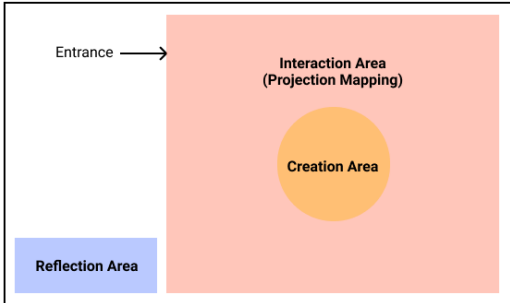 Entrance
Interaction Area
(Projection Mapping)
Creation Area
Reflection Area